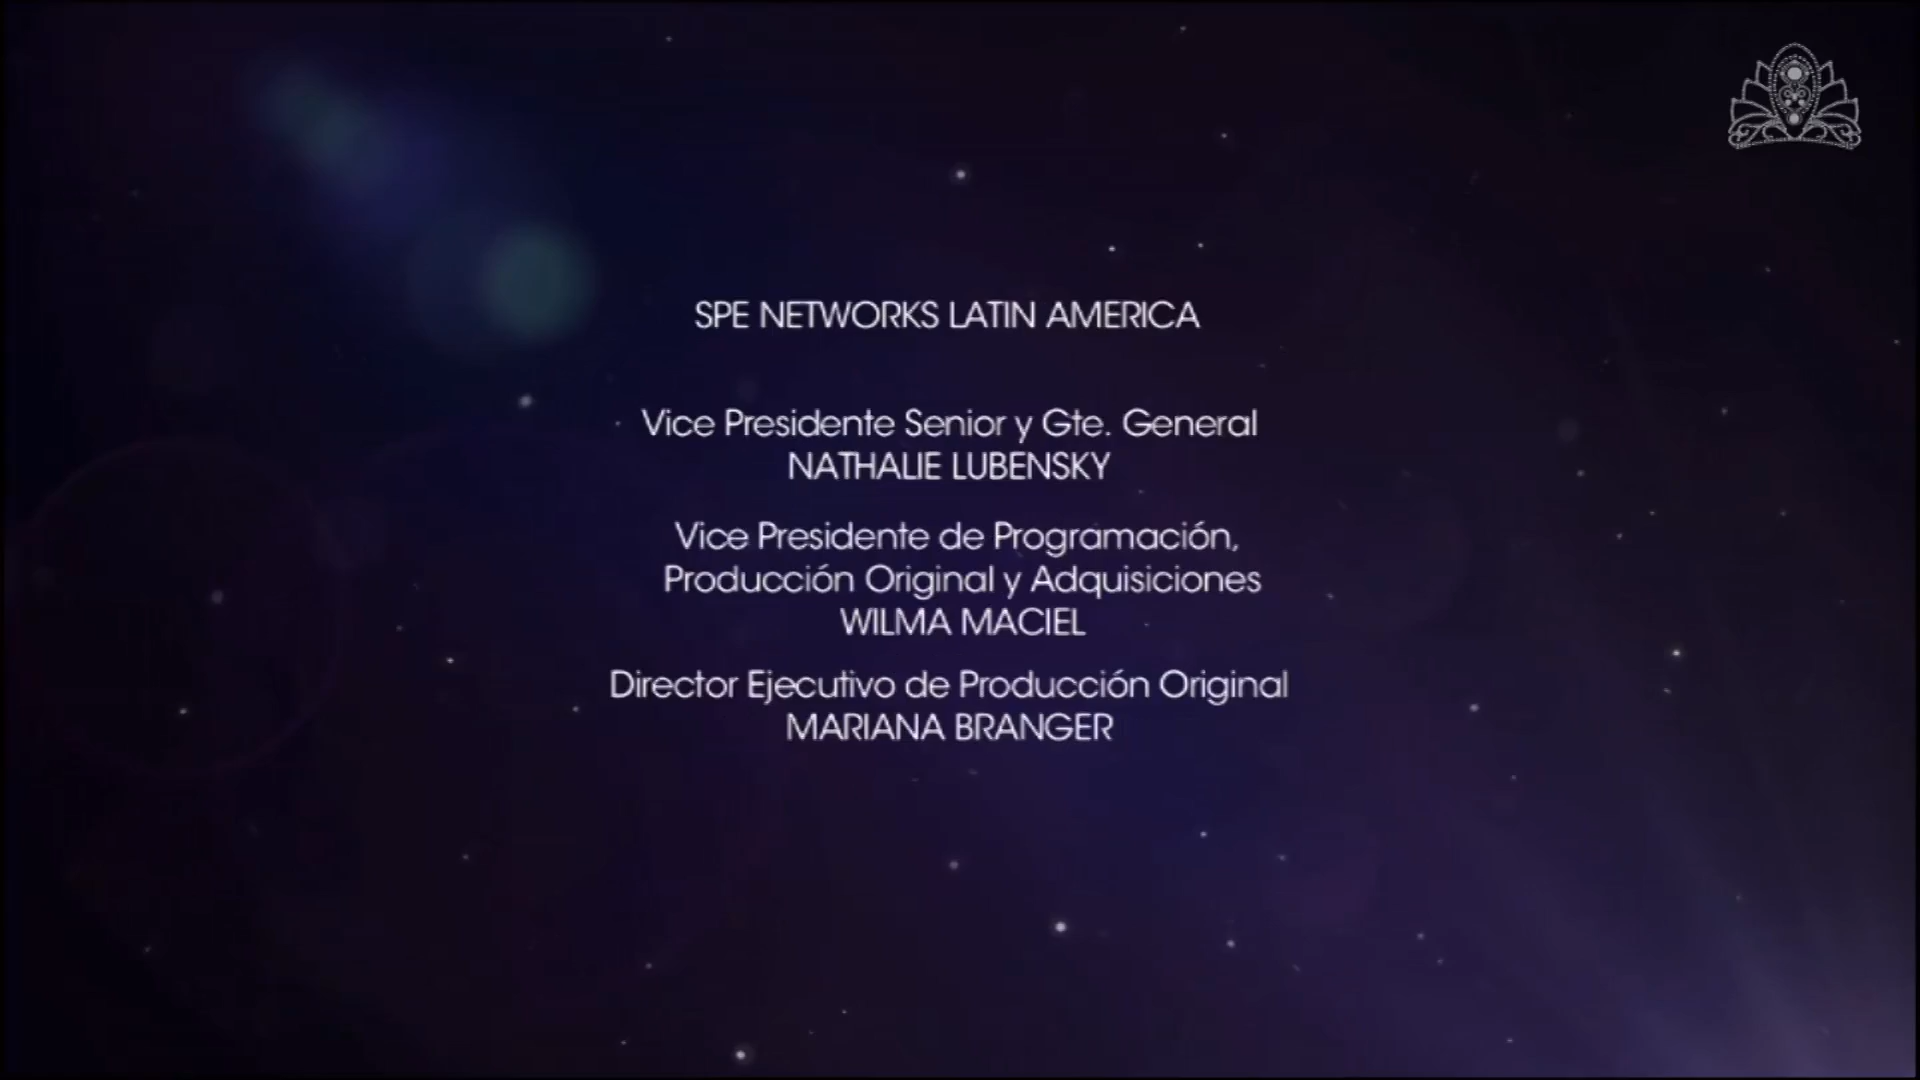 SPE NETWORKS LATIN AMERICA
Vice Presidente Senior y Gte. General
NATHALIE LUBENSKY
Vice Presidente de Programación,
Producción Original y Adquisiciones
WILMA MACIEL
Director Ejecutivo de Producción Original
MARIANA BRANGER